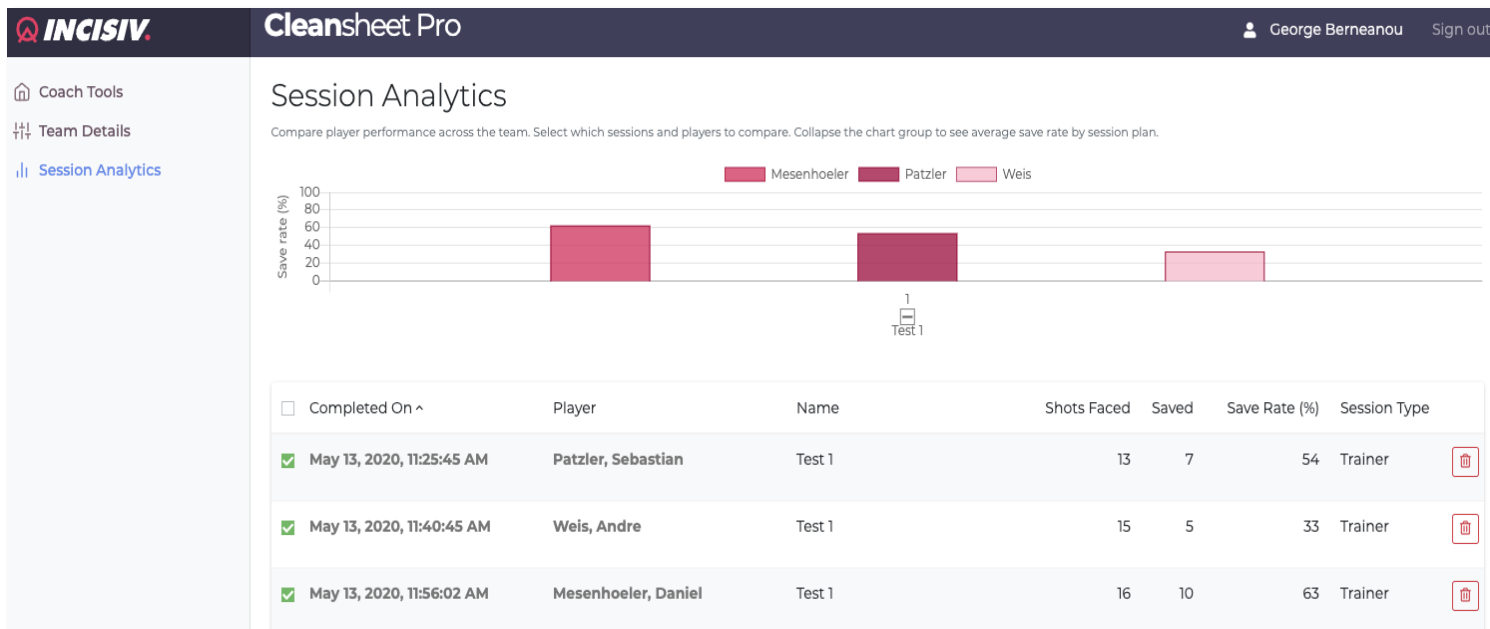 INCISIV.
Cleansheet Pro
George Berneanou
Sign out
Coach Tools
Team Details
Session Analytics
Session Analytics
Compare player performance across the team. Select which sessions and players to compare. Collapse the chart group to see average save rate by session plan.
Mesenhoeler Patzler Weis
Save rate (%)
100
80
60
40
20
0
1
Test 1
Completed On Player Name Shots Faced Saved Save Rate (%) Session Type
May 13, 2020, 11:25:45 AM Patzler, Sebastian Test 1 13 7 54 Trainer
May 13, 2020, 11:40:45 AM Weis, Andre Test 1 15 5 33 Trainer
May 13, 2020, 11:56:02 AM Mesenhoeler, Daniel Test 1 16 10 63 Trainer